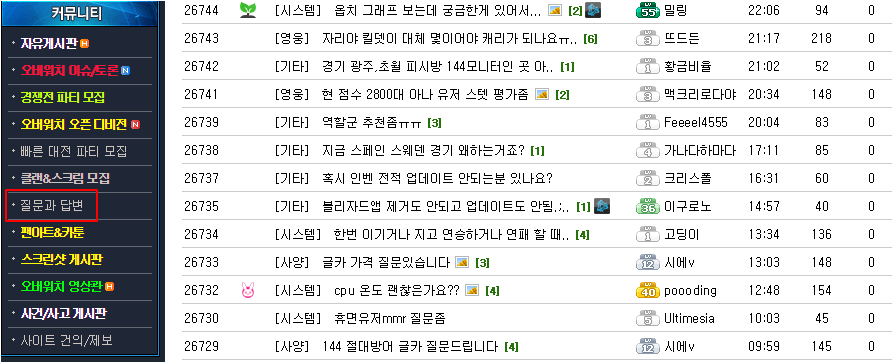 커뮤니티
자유게시판 H
오버워치 이슈/토론 N
경쟁전 파티 모집
오버워치 오픈 디비전 N
빠른 대전 파티 모집
클랜&스크림 모집
질문과 답변
팬아트&카툰
스크린샷 게시판
오버워치 영상관 H
사건/사고 게시판
사이트 건의/제보
26744 [시스템] 옵치 그래프 보는데 궁금한게 있어서,.. [2] 55 밀링 22:06 94 0
26743 [영웅] 자리야 킬뎃이 대체 몇이어야 캐리가 되나요ㅠ,. [6] 3 뜨드든 21:17 218 0
26742 [기타] 경기 광주,초월 피시방 144모니터인 곳 아,. [1] 1 황금비율 21:02 52 0
26741 [영웅] 현 점수 2800대 아나 유저 스텟 평가좀 [2] 3 맥크리로다야 20:34 148 0
26739 [기타] 역할군 추천좀ㅠㅠ [3] 1 Feeel4555 20:04 83 0
26738 [기타] 지금 스페인 스웨덴 경기 왜하는거죠? [1] 4 가나다하마다 17:11 85 0
26737 [기타] 혹시 인벤 전적 업데이트 안되는분 있나요? 2 크리스폴 16:31 60 0
26735 [기타] 블리자드앱 제거도 안되고 업데이트도 안될,;. [1] 36 이구로노 14:57 40 0
26734 [시스템] 한번 이기거나 지고 연승하거나 연패 할 때,. [4] 1 고딩이 13:34 136 0
26733 [사양] 글카 가격 질문있습니다 [3] 12 시에v 13:03 148 0
26732 [시스템] cpu 온도 괜찮은가요?? [4] 40 poooding 12:48 154 0
26730 [시스템] 휴면유저mmr 질문좀 5 Ultimesia 10:03 45 0
26729 [사양] 144 절대방어 글카 질문드립니다 [4] 12 시에v 09:59 145 0